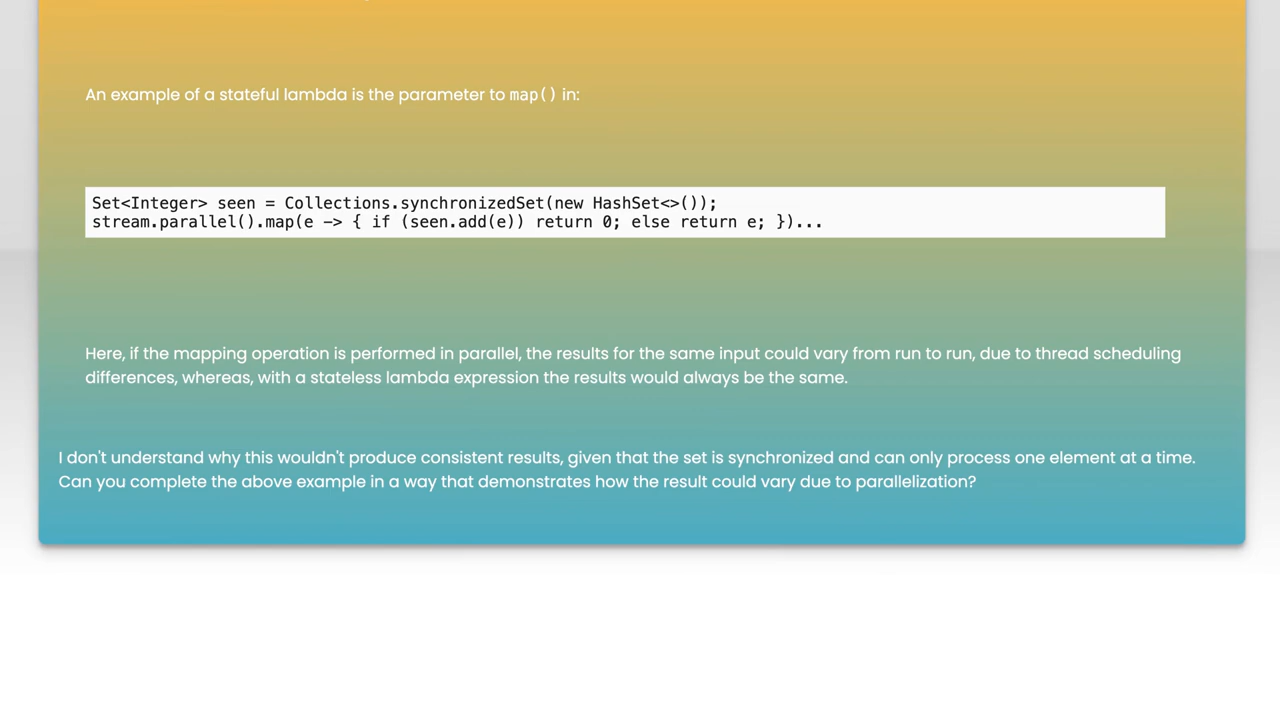 An example of a stateful lambda is the parameter to map() in:
Set<Integer> seen = Collections.synchronizedSet(new HashSet<>());
stream.parallel().map(e -> { if (seen.add(e)) return 0; else return e; })...
Here, if the mapping operation is performed in parallel, the results for the same input could vary from run to run, due to thread scheduling
differences, whereas, with a stateless lambda expression the results would always be the same.
I don't understand why this wouldn't produce consistent results, given that the set is synchronized and can only process one element at a time.
Can you complete the above example in a way that demonstrates how the result could vary due to parallelization?